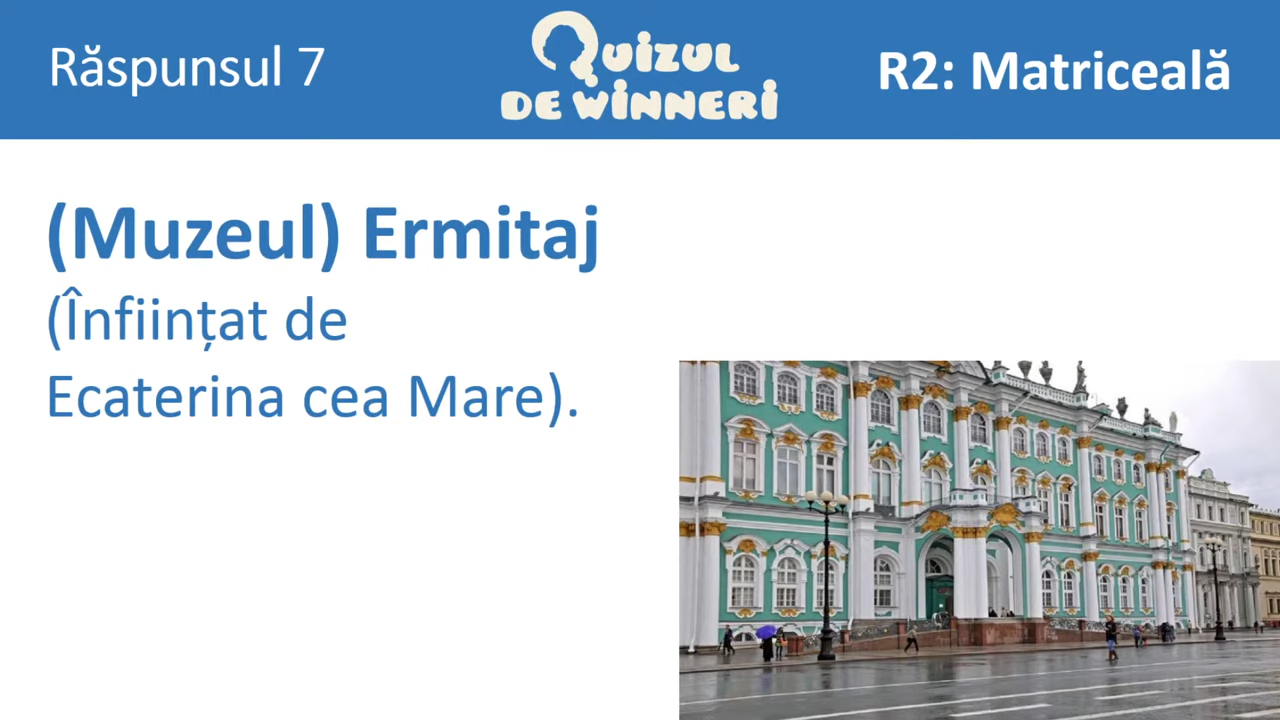 Răspunsul 7
QUIZUL
DE WINNERI
R2: Matriceală
(Muzeul) Ermitaj
(Înființat de
Ecaterina cea Mare).